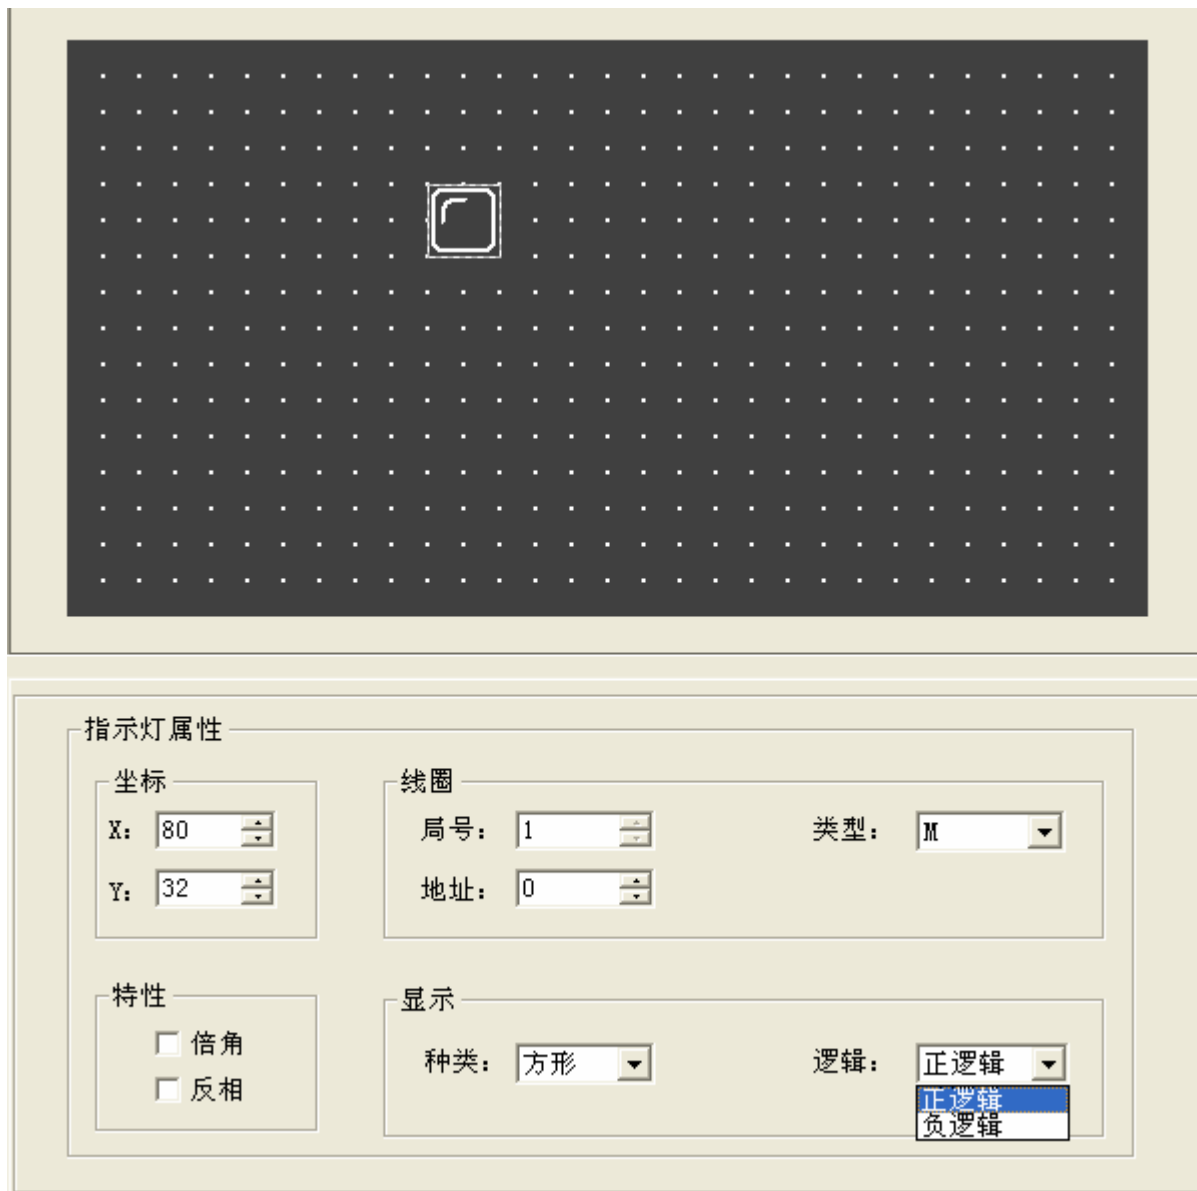 指示灯属性
坐标
X: 80
Y: 32
线圈
局号: 1
类型: M
地址: 0
特性
倍角
反相
显示
种类: 方形
逻辑: 正逻辑
正逻辑
负逻辑